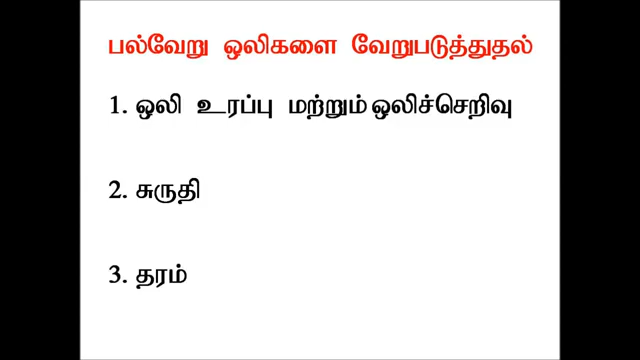 பல்வேறு ஒலிகளை வேறுபடுத்துதல்
1. ஒலி உரப்பு மற்றும் ஒலிச்செறிவு
2. சுருதி
3. தரம்